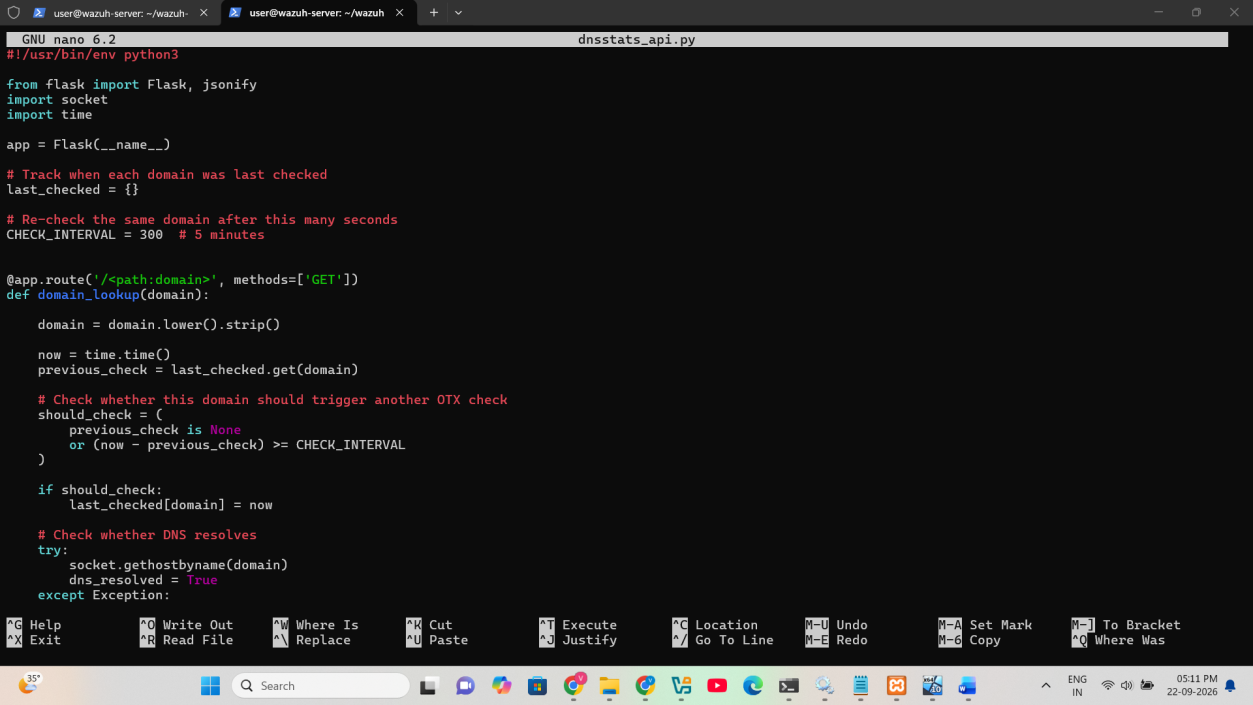 user@wazuh-server: ~/wazuh-
user@wazuh-server: ~/wazuh
GNU nano 6.2 dnsstats_api.py
#!/usr/bin/env python3
from flask import Flask, jsonify
import socket
import time
app = Flask(__name__)
# Track when each domain was last checked
last_checked = {}
# Re-check the same domain after this many seconds
CHECK_INTERVAL = 300  # 5 minutes
@app.route('/<path:domain>', methods=['GET'])
def domain_lookup(domain):
    domain = domain.lower().strip()
    now = time.time()
    previous_check = last_checked.get(domain)
    # Check whether this domain should trigger another OTX check
    should_check = (
        previous_check is None
        or (now - previous_check) >= CHECK_INTERVAL
    )
    if should_check:
        last_checked[domain] = now
    # Check whether DNS resolves
    try:
        socket.gethostbyname(domain)
        dns_resolved = True
    except Exception:
^G Help ^O Write Out ^W Where Is ^K Cut ^T Execute ^C Location M-U Undo M-A Set Mark M-] To Bracket
^X Exit ^R Read File ^\ Replace ^U Paste ^J Justify ^/ Go To Line M-E Redo M-6 Copy ^Q Where Was
35°
Search
ENG
IN
05:11 PM
22-09-2026